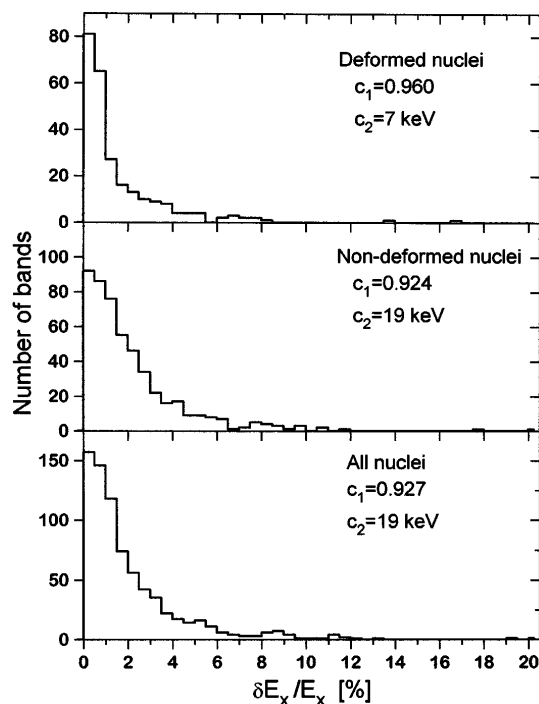 80
60
40
20
0
Deformed nuclei
c₁=0.960
c₂=7 keV
100
80
60
40
20
0
Non-deformed nuclei
c₁=0.924
c₂=19 keV
150
100
50
0
All nuclei
c₁=0.927
c₂=19 keV
Number of bands
0 2 4 6 8 10 12 14 16 18 20
δEₓ/Eₓ [%]